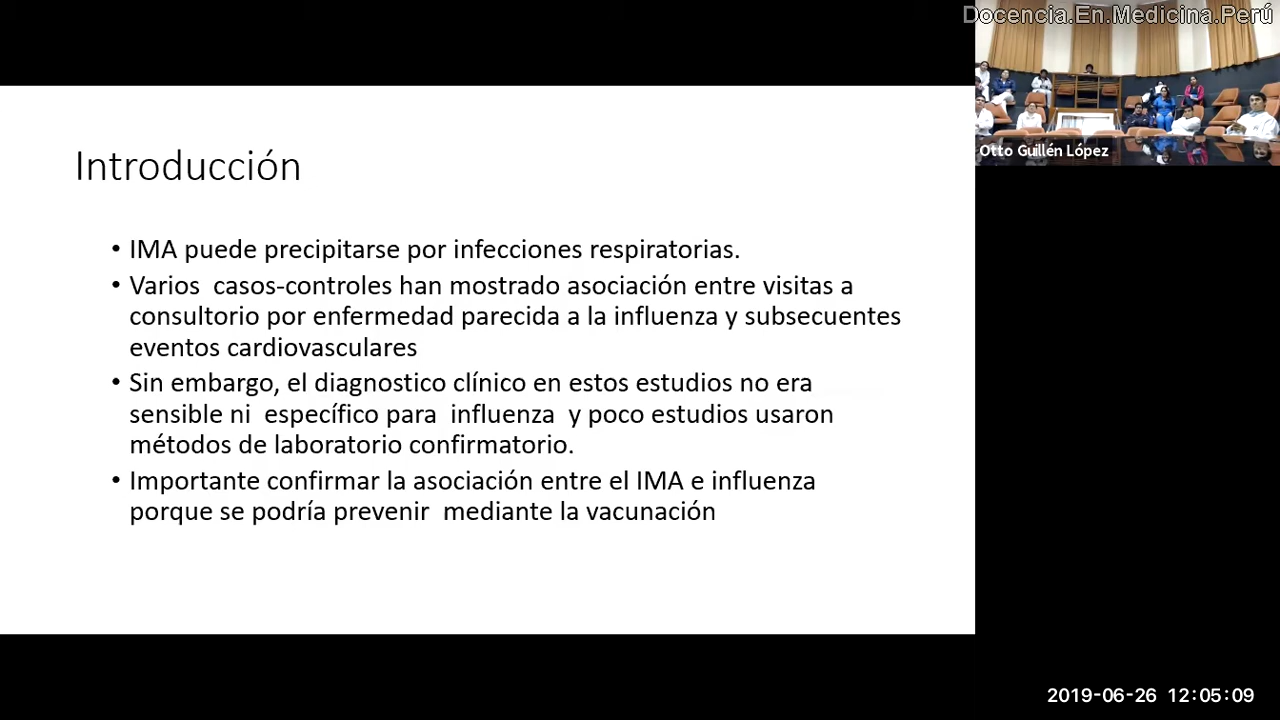 Docencia.En.Medicina.Perú
Otto Guillén López
Introducción
• IMA puede precipitarse por infecciones respiratorias.
• Varios  casos-controles han mostrado asociación entre visitas a
consultorio por enfermedad parecida a la influenza y subsecuentes
eventos cardiovasculares
• Sin embargo, el diagnostico clínico en estos estudios no era
sensible ni  específico para  influenza  y poco estudios usaron
métodos de laboratorio confirmatorio.
• Importante confirmar la asociación entre el IMA e influenza
porque se podría prevenir  mediante la vacunación
2019-06-26 12:05:09